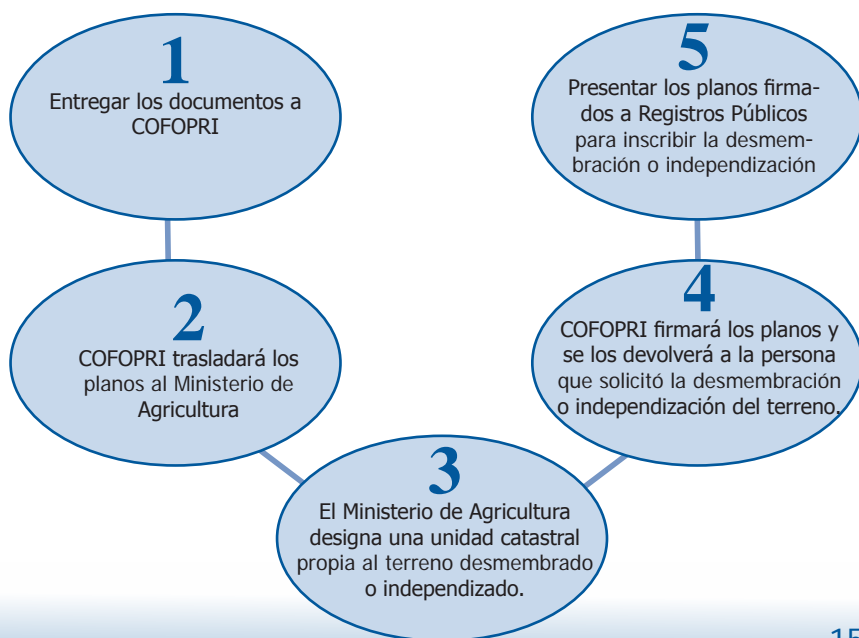 1
Entregar los documentos a
COFOPRI
2
COFOPRI trasladará los
planos al Ministerio de
Agricultura
3
El Ministerio de Agricultura
designa una unidad catastral
propia al terreno desmembrado
o independizado.
4
COFOPRI firmará los planos y
se los devolverá a la persona
que solicitó la desmembración
o independización del terreno.
5
Presentar los planos firma-
dos a Registros Públicos
para inscribir la desmem-
bración o independización